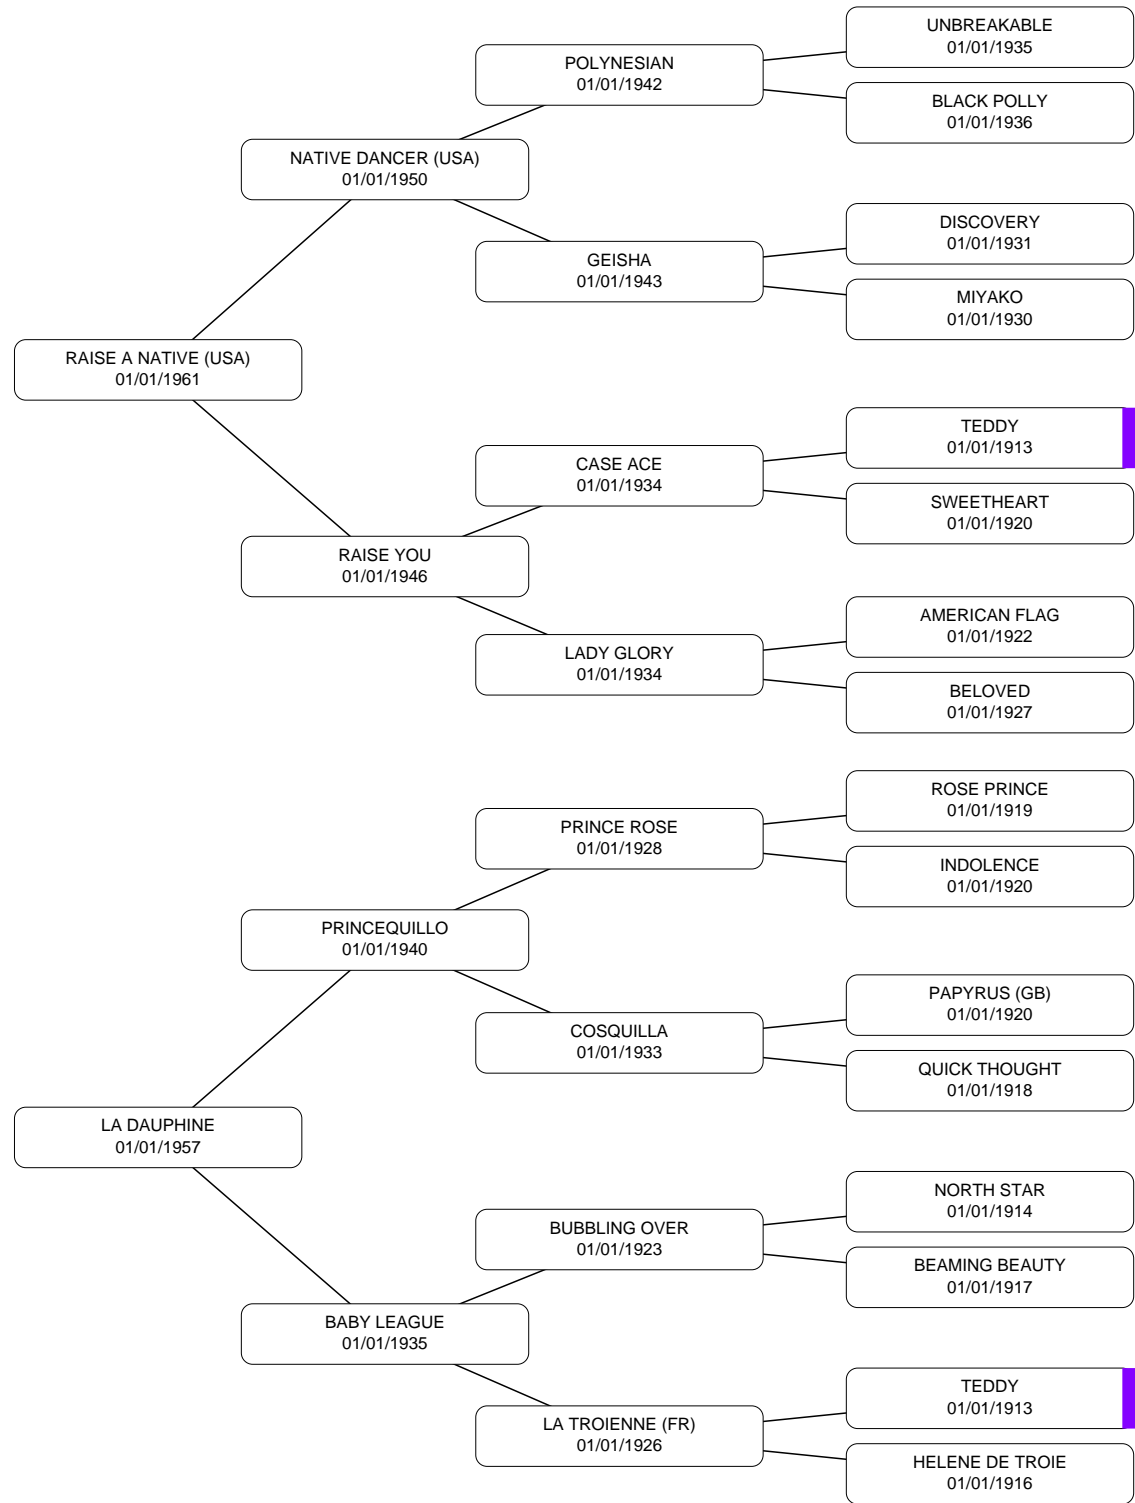 UNBREAKABLE
01/01/1935
POLYNESIAN
01/01/1942
BLACK POLLY
01/01/1936
NATIVE DANCER (USA)
01/01/1950
DISCOVERY
01/01/1931
GEISHA
01/01/1943
MIYAKO
01/01/1930
RAISE A NATIVE (USA)
01/01/1961
TEDDY
01/01/1913
CASE ACE
01/01/1934
SWEETHEART
01/01/1920
RAISE YOU
01/01/1946
AMERICAN FLAG
01/01/1922
LADY GLORY
01/01/1934
BELOVED
01/01/1927
ROSE PRINCE
01/01/1919
PRINCE ROSE
01/01/1928
INDOLENCE
01/01/1920
PRINCEQUILLO
01/01/1940
PAPYRUS (GB)
01/01/1920
COSQUILLA
01/01/1933
QUICK THOUGHT
01/01/1918
LA DAUPHINE
01/01/1957
NORTH STAR
01/01/1914
BUBBLING OVER
01/01/1923
BEAMING BEAUTY
01/01/1917
BABY LEAGUE
01/01/1935
TEDDY
01/01/1913
LA TROIENNE (FR)
01/01/1926
HELENE DE TROIE
01/01/1916